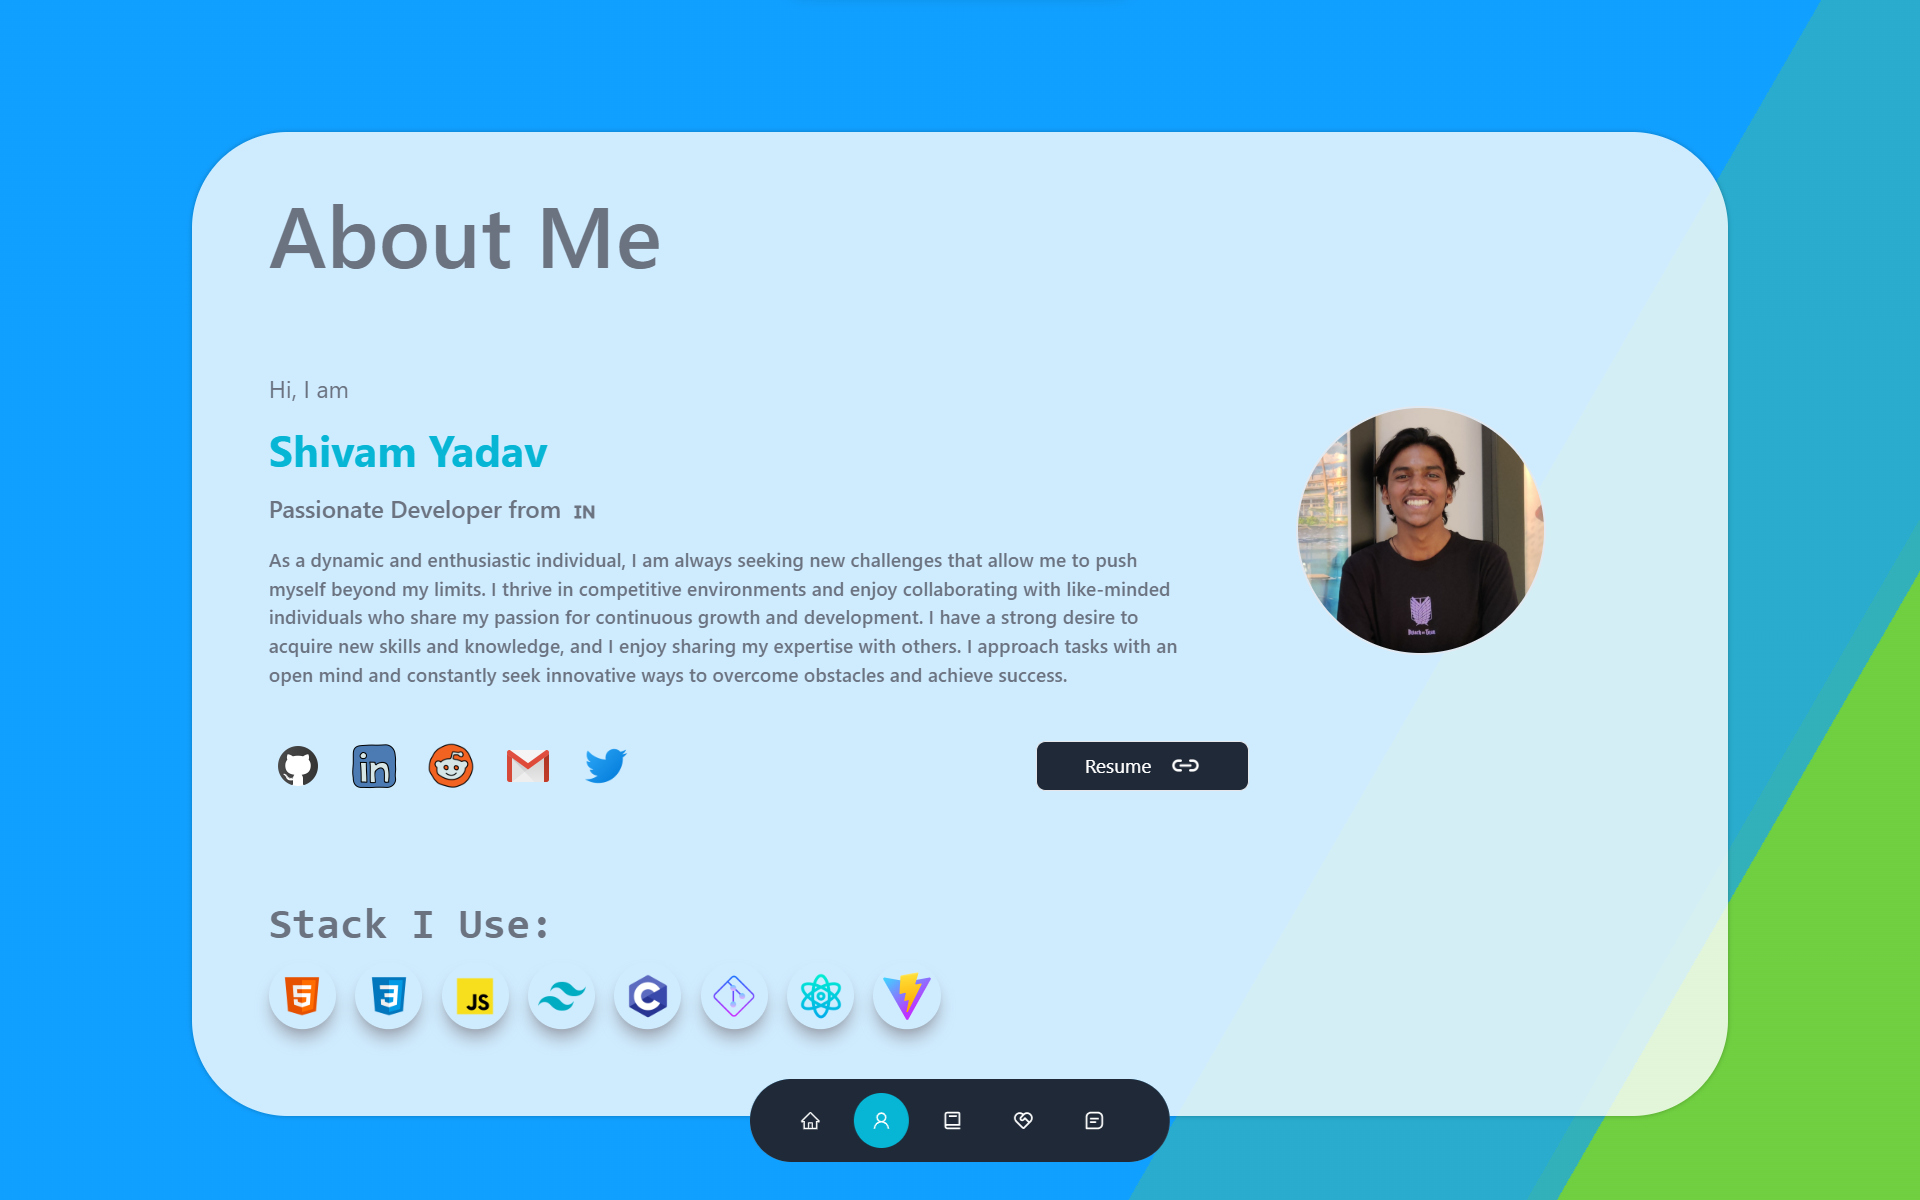 About Me
Hi, I am
Shivam Yadav
Passionate Developer from IN
As a dynamic and enthusiastic individual, I am always seeking new challenges that allow me to push
myself beyond my limits. I thrive in competitive environments and enjoy collaborating with like-minded
individuals who share my passion for continuous growth and development. I have a strong desire to
acquire new skills and knowledge, and I enjoy sharing my expertise with others. I approach tasks with an
open mind and constantly seek innovative ways to overcome obstacles and achieve success.
in
Resume
Stack I Use:
5
3
JS
C